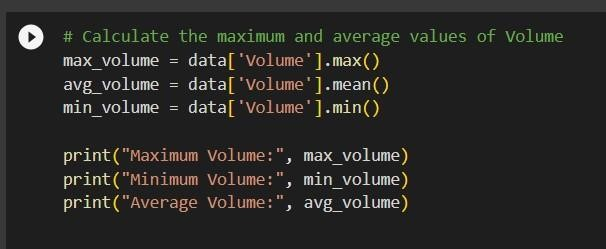 # Calculate the maximum and average values of Volume
max_volume = data['Volume'].max()
avg_volume = data['Volume'].mean()
min_volume = data['Volume'].min()
print("Maximum Volume:", max_volume)
print("Minimum Volume:", min_volume)
print("Average Volume:", avg_volume)